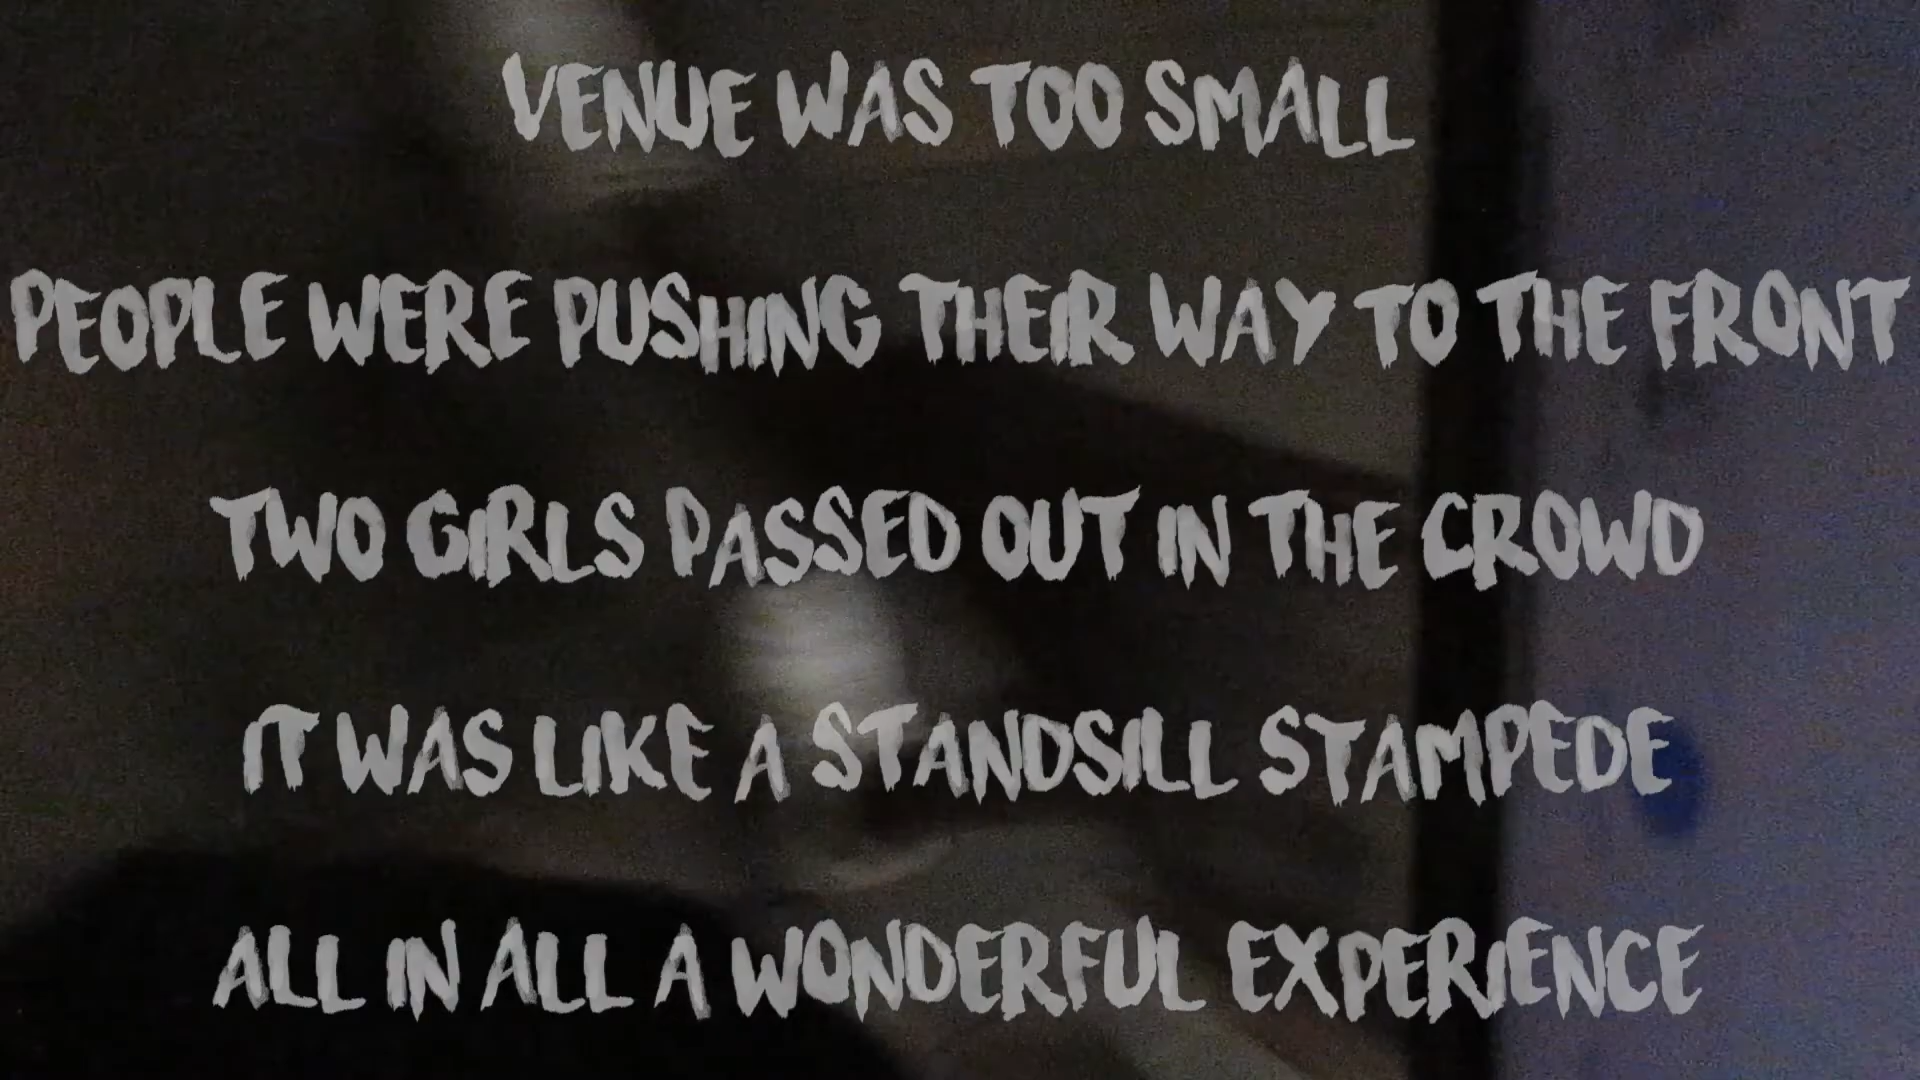 VENUE WAS TOO SMALL
PEOPLE WERE PUSHING THEIR WAY TO THE FRONT
TWO GIRLS PASSED OUT IN THE CROWD
IT WAS LIKE A STANDSILL STAMPEDE
ALL IN ALL A WONDERFUL EXPERIENCE